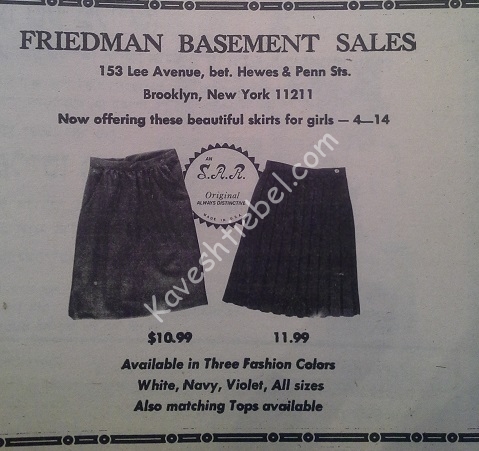 FRIEDMAN BASEMENT SALES
153 Lee Avenue, bet. Hewes & Penn Sts.
Brooklyn, New York 11211
Now offering these beautiful skirts for girls — 4—14
AN
S.A.R.
Original
ALWAYS DISTINCTIVE
MADE IN U.S.A.
Kaveshtiebel.com
$10.99 11.99
Available in Three Fashion Colors
White, Navy, Violet, All sizes
Also matching Tops available